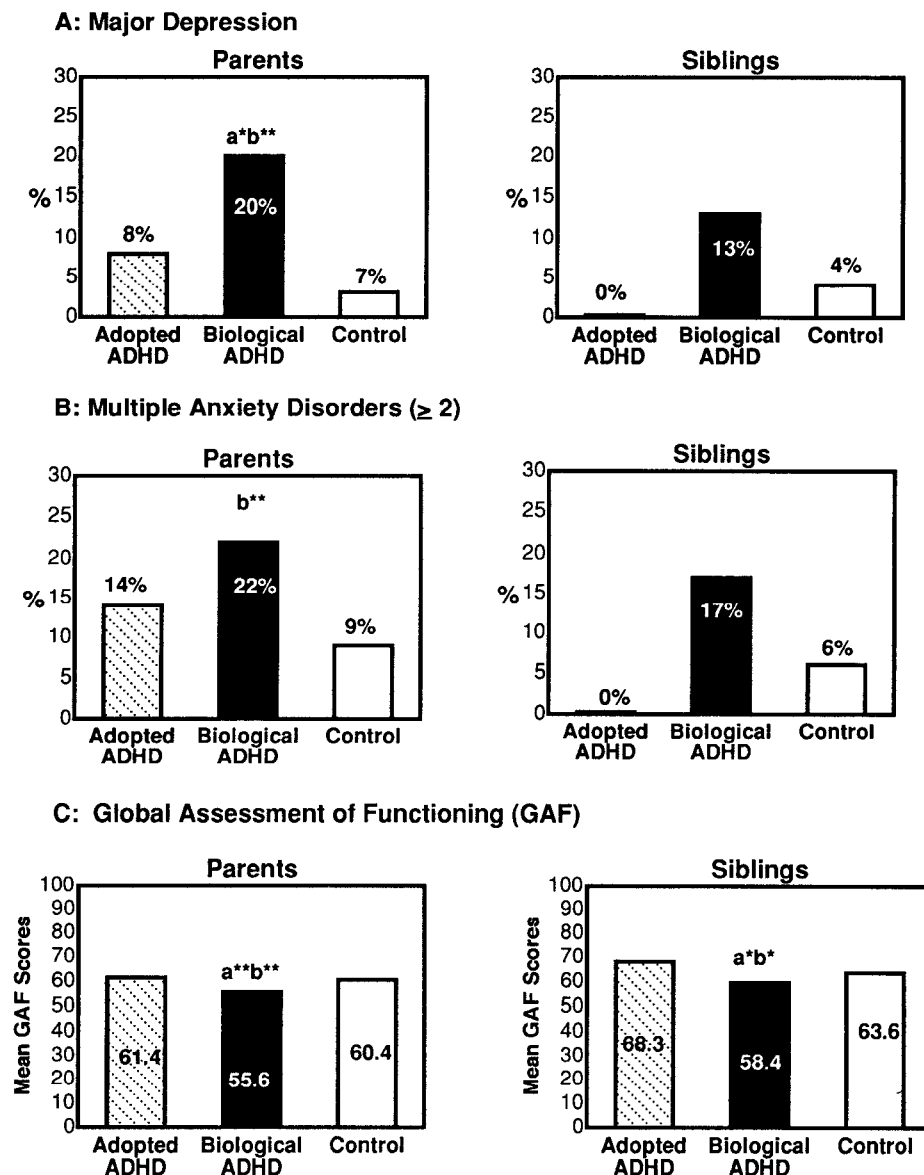 A: Major Depression
Parents
30
25
20
%15
10
5
0
a*b**
8%
20%
7%
Adopted ADHD
Biological ADHD
Control
Siblings
30
25
20
%15
10
5
0
0%
13%
4%
Adopted ADHD
Biological ADHD
Control
B: Multiple Anxiety Disorders (≥ 2)
Parents
30
25
20
%15
10
5
0
b**
14%
22%
9%
Adopted ADHD
Biological ADHD
Control
Siblings
30
25
20
%15
10
5
0
0%
17%
6%
Adopted ADHD
Biological ADHD
Control
C: Global Assessment of Functioning (GAF)
Parents
Mean GAF Scores
100
90
80
70
60
50
40
30
20
10
0
a**b**
61.4
55.6
60.4
Adopted ADHD
Biological ADHD
Control
Siblings
Mean GAF Scores
100
90
80
70
60
50
40
30
20
10
0
a*b*
68.3
58.4
63.6
Adopted ADHD
Biological ADHD
Control